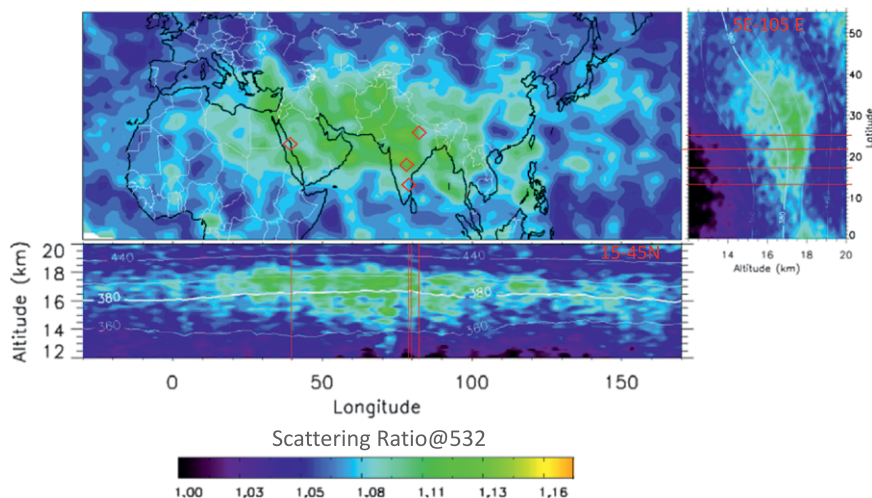 5E-105 E
50
40
30
20
10
0
Latitude
12 14 16 18 20
Altitude (km)
380
20
18
16
14
12
Altitude (km)
440 440 15-45N
380 380
360 360
0 50 100 150
Longitude
Scattering Ratio@532
1.00 1.03 1.05 1.08 1.11 1.13 1.16